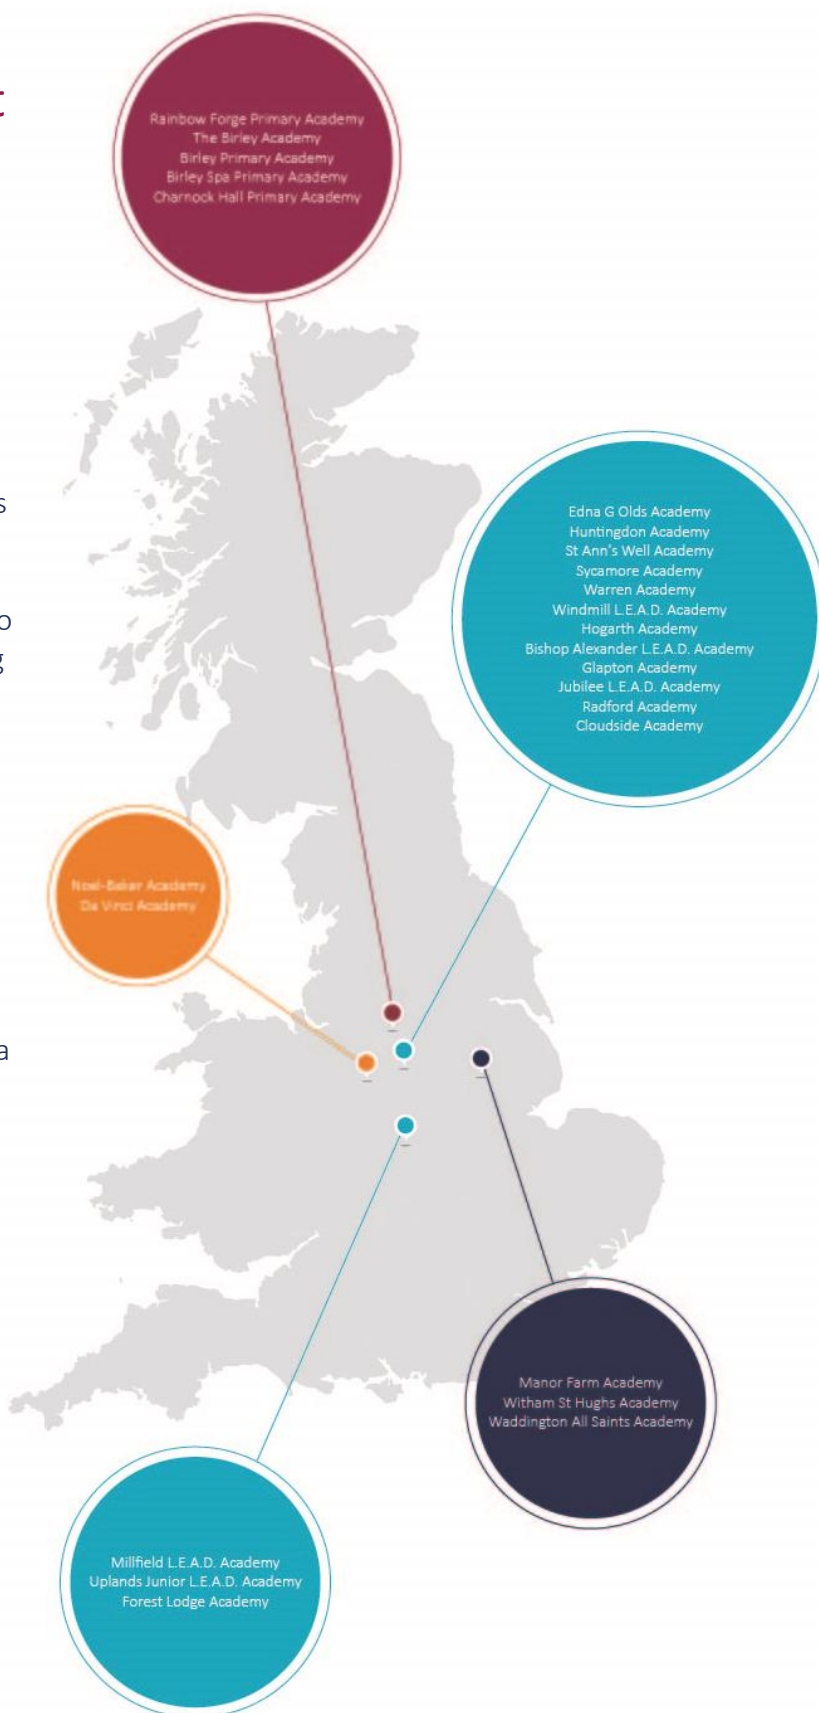 t
Rainbow Forge Primary Academy
The Birley Academy
Birley Primary Academy
Birley Spa Primary Academy
Charnock Hall Primary Academy
s
Edna G Olds Academy
Huntingdon Academy
St Ann's Well Academy
Sycamore Academy
Warren Academy
Windmill L.E.A.D. Academy
Hogarth Academy
Bishop Alexander L.E.A.D. Academy
Glapton Academy
Jubilee L.E.A.D. Academy
Radford Academy
Cloudside Academy
o
g
Noel-Baker Academy
Da Vinci Academy
a
Manor Farm Academy
Witham St Hughs Academy
Waddington All Saints Academy
Millfield L.E.A.D. Academy
Uplands Junior L.E.A.D. Academy
Forest Lodge Academy